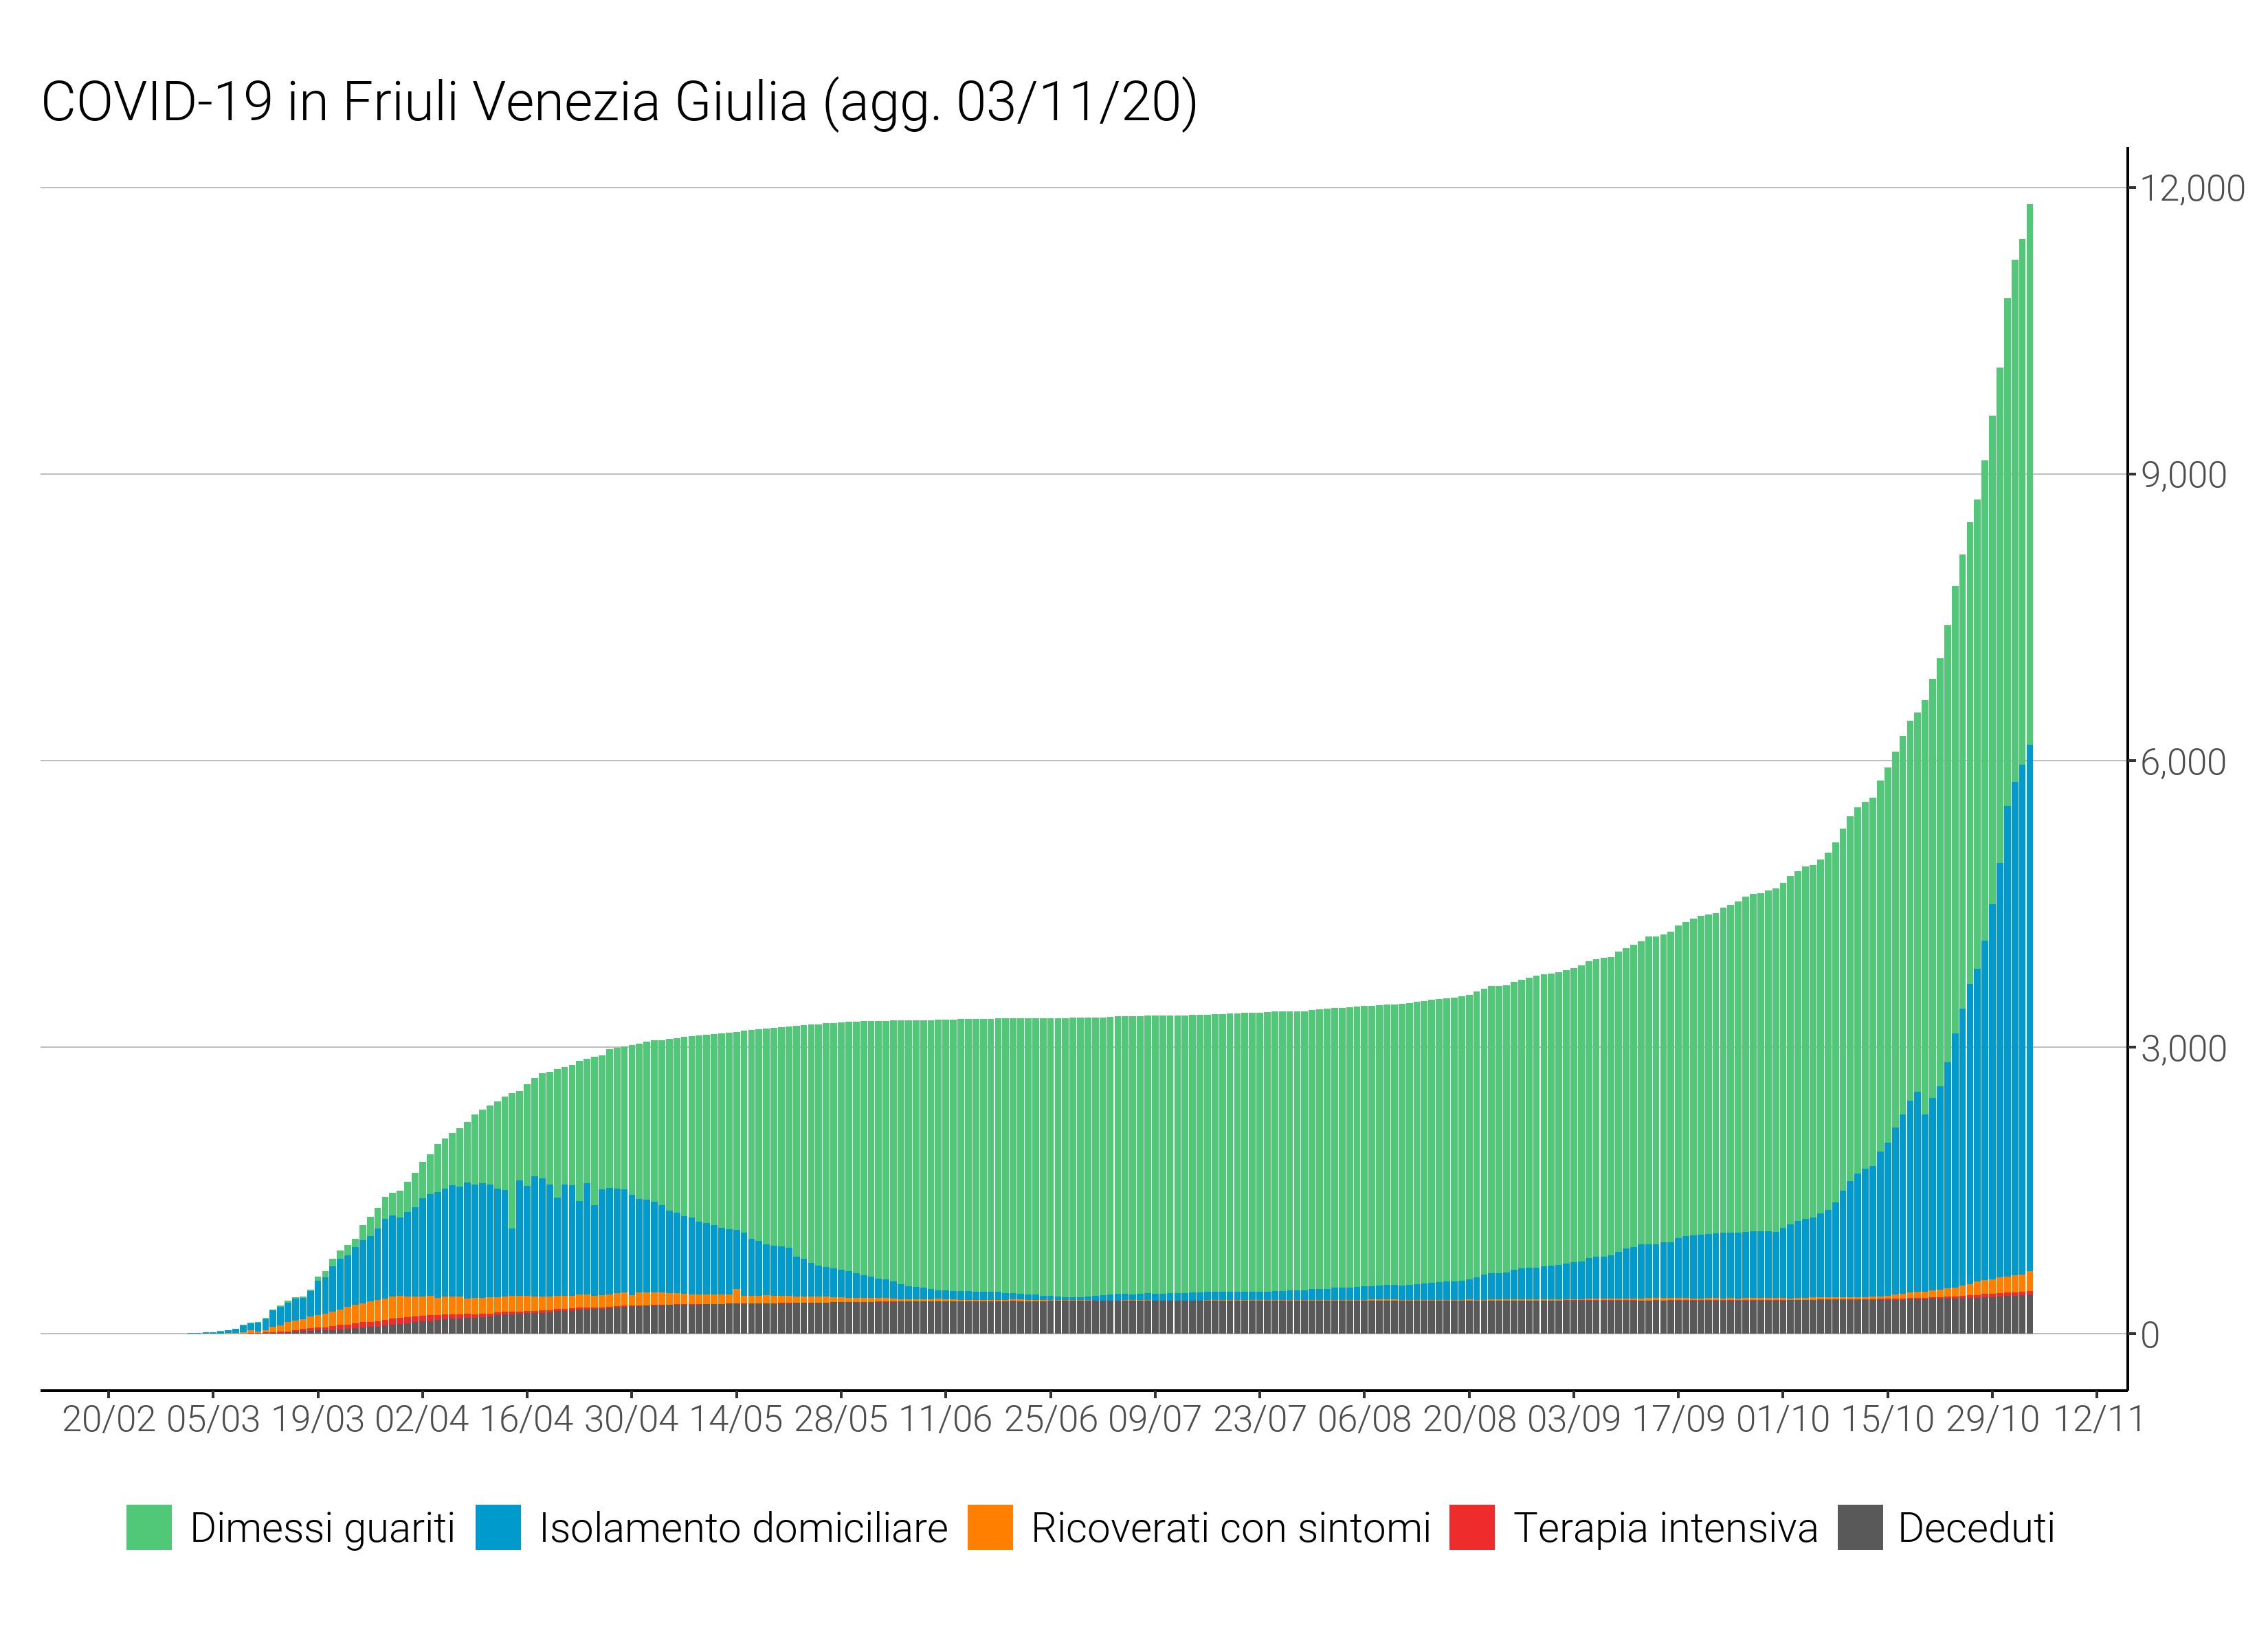 COVID-19 in Friuli Venezia Giulia (agg. 03/11/20)
12,000
9,000
6,000
3,000
0
20/02 05/03 19/03 02/04 16/04 30/04 14/05 28/05 11/06 25/06 09/07 23/07 06/08 20/08 03/09 17/09 01/10 15/10 29/10 12/11
Dimessi guariti Isolamento domiciliare Ricoverati con sintomi Terapia intensiva Deceduti